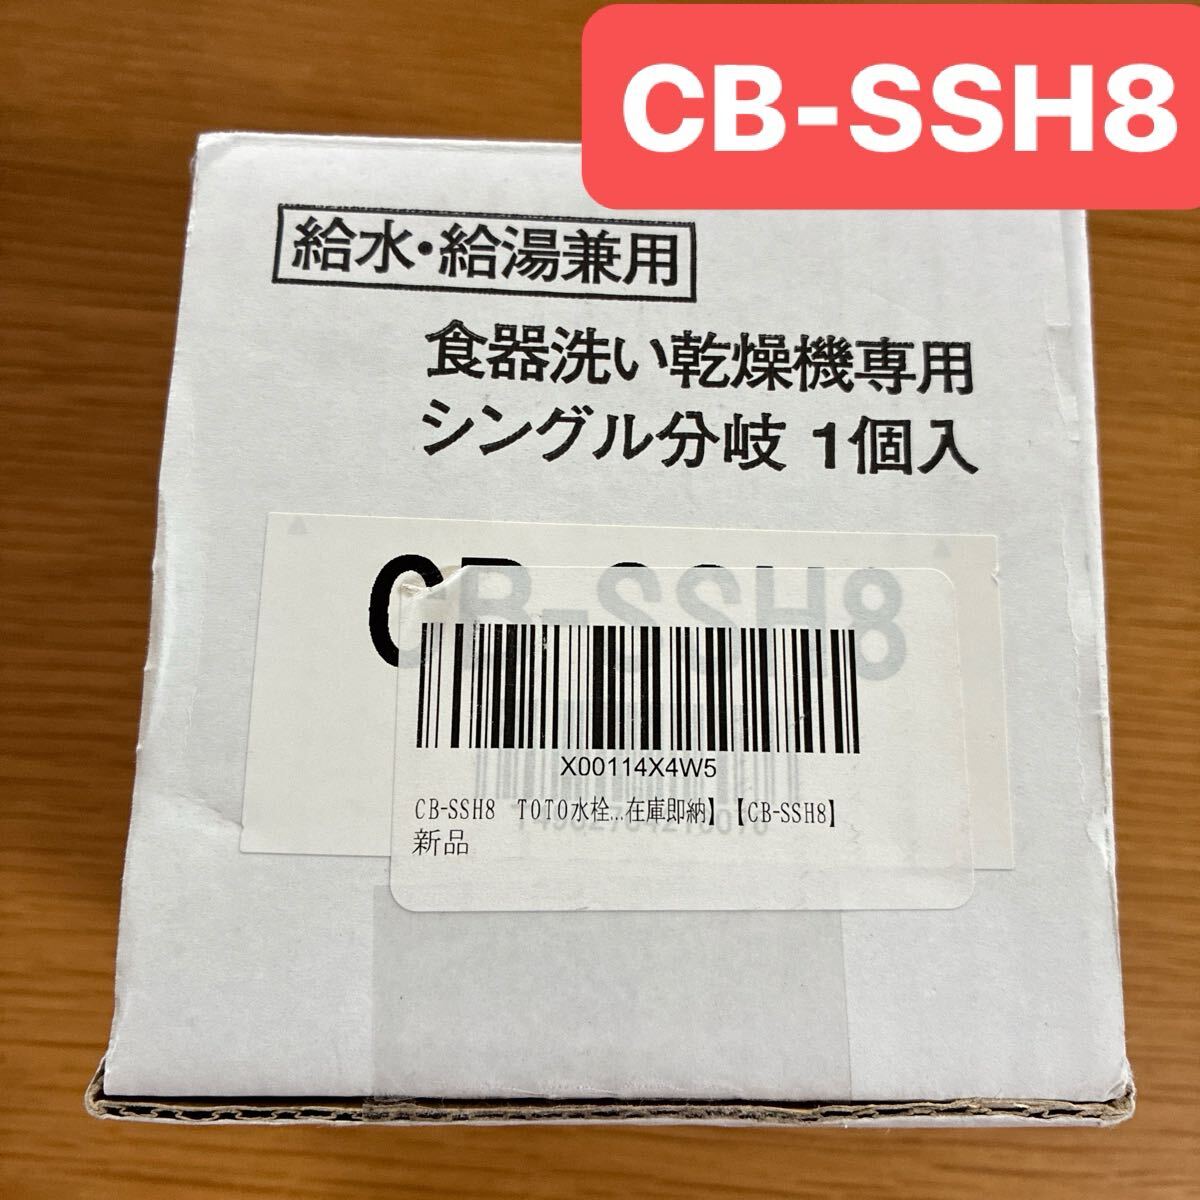 CB-SSH8
給水・給湯兼用
食器洗い乾燥機専用
シングル分岐 1個入
CB-SSH8
X00114X4W5
CB-SSH8 TOTO水栓...在庫即納】【CB-SSH8】
新品